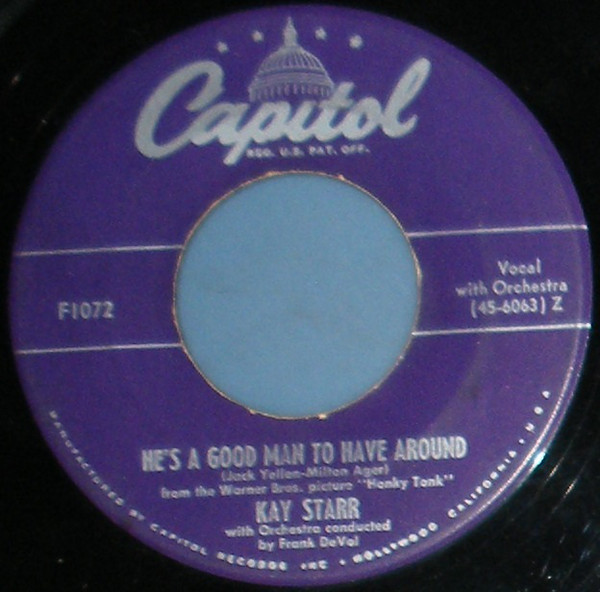 Capitol
REG. U.S. PAT. OFF.
F1072
Vocal
with Orchestra
(45-6063) Z
HE'S A GOOD MAN TO HAVE AROUND
(Jack Yellen-Milton Ager)
from the Warner Bros. picture "Honky Tonk"
KAY STARR
with Orchestra conducted
by Frank DeVol
MANUFACTURED BY CAPITOL RECORDS INC • HOLLYWOOD CALIFORNIA • U S A